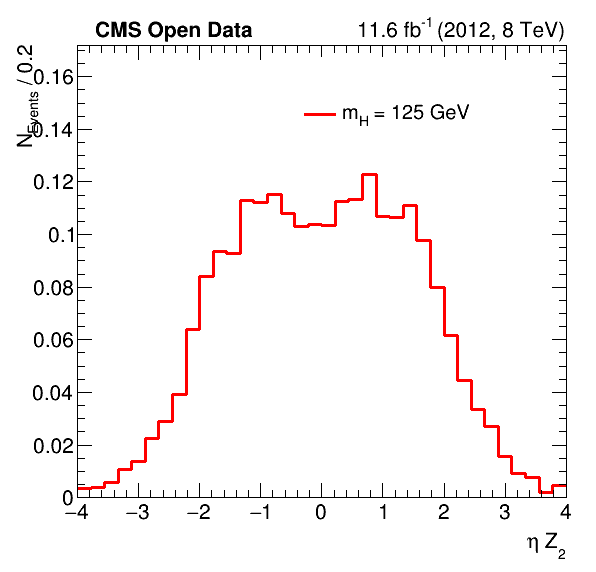 CMS Open Data 11.6 fb-1 (2012, 8 TeV)
NEvents / 0.2
0.16
0.14
0.12
0.1
0.08
0.06
0.04
0.02
0
mH = 125 GeV
−4 −3 −2 −1 0 1 2 3 4
η Z2